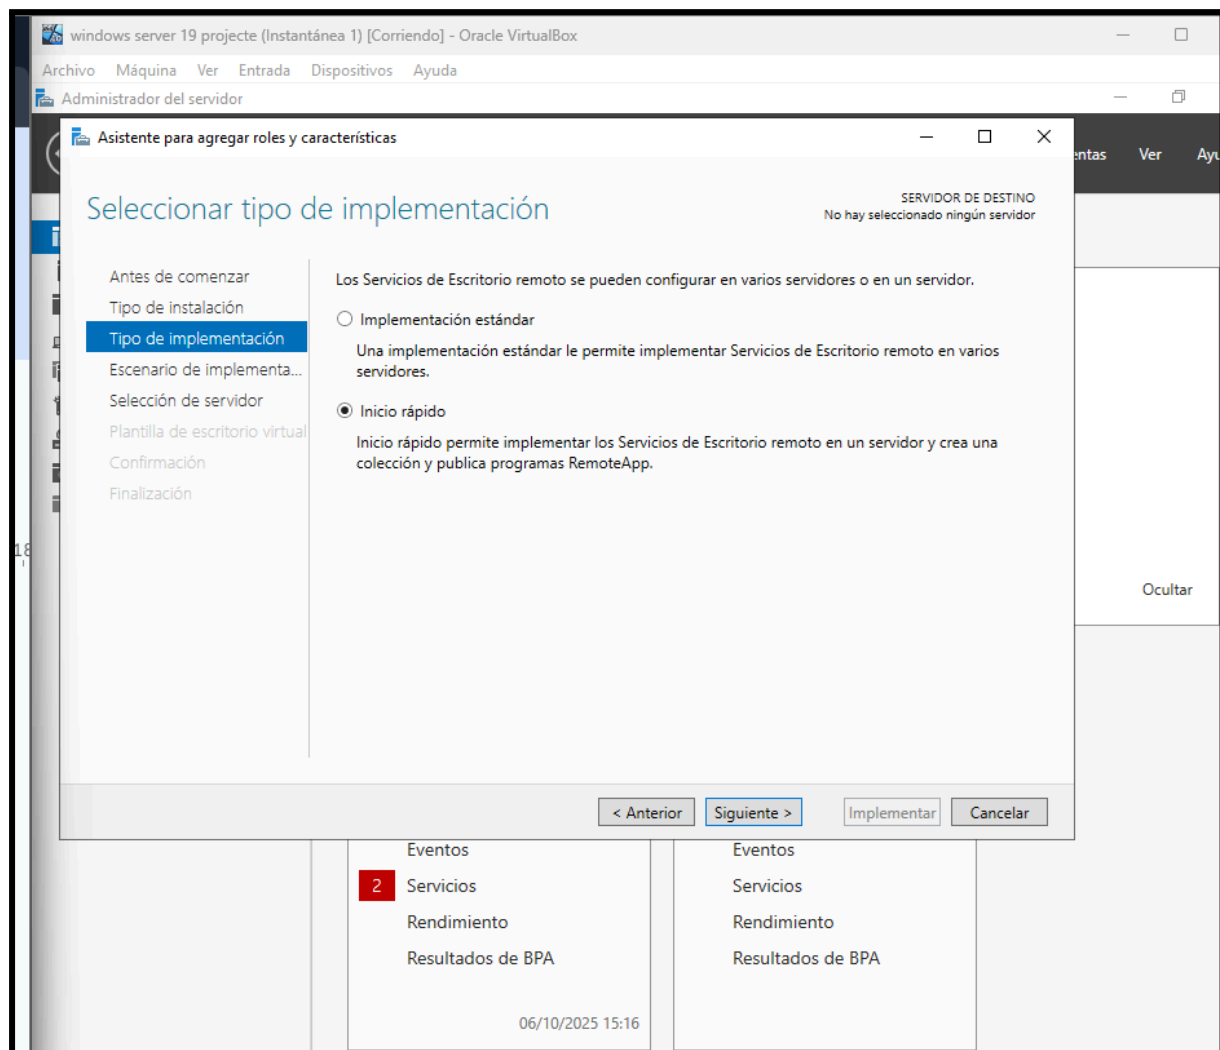 windows server 19 projecte (Instantánea 1) [Corriendo] - Oracle VirtualBox
Archivo Máquina Ver Entrada Dispositivos Ayuda
Administrador del servidor
Asistente para agregar roles y características
Ver
Seleccionar tipo de implementación
SERVIDOR DE DESTINO
No hay seleccionado ningún servidor
Antes de comenzar
Tipo de instalación
Tipo de implementación
Escenario de implementa...
Selección de servidor
Plantilla de escritorio virtual
Confirmación
Finalización
Los Servicios de Escritorio remoto se pueden configurar en varios servidores o en un servidor.
Implementación estándar
Una implementación estándar le permite implementar Servicios de Escritorio remoto en varios
servidores.
Inicio rápido
Inicio rápido permite implementar los Servicios de Escritorio remoto en un servidor y crea una
colección y publica programas RemoteApp.
18
Ocultar
< Anterior Siguiente > Implementar Cancelar
Eventos
2 Servicios
Rendimiento
Resultados de BPA
06/10/2025 15:16
Eventos
Servicios
Rendimiento
Resultados de BPA